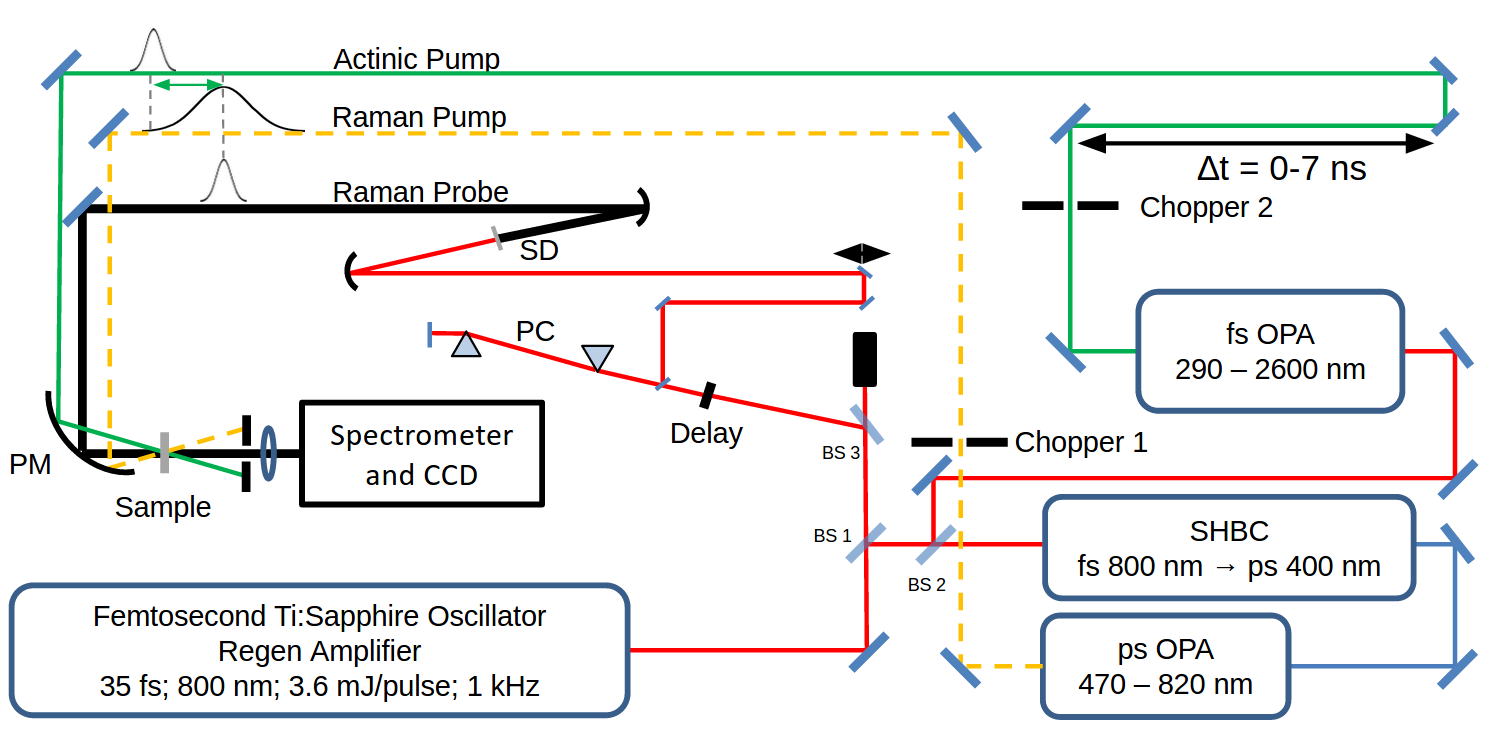 Actinic Pump
Raman Pump
Δt = 0-7 ns
Raman Probe
Chopper 2
SD
PC
fs OPA
290 – 2600 nm
Delay
BS 3
Chopper 1
PM
Spectrometer
and CCD
Sample
BS 1
BS 2
SHBC
fs 800 nm → ps 400 nm
Femtosecond Ti:Sapphire Oscillator
Regen Amplifier
35 fs; 800 nm; 3.6 mJ/pulse; 1 kHz
ps OPA
470 – 820 nm